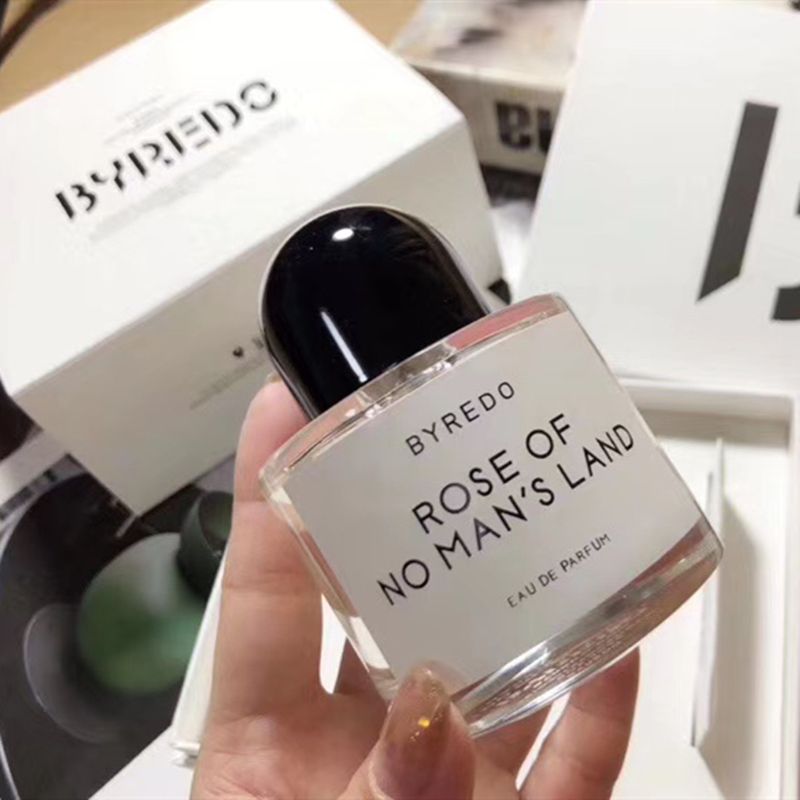 BYREDO
BYREDO
ROSE OF
NO MAN'S LAND
EAU DE PARFUM